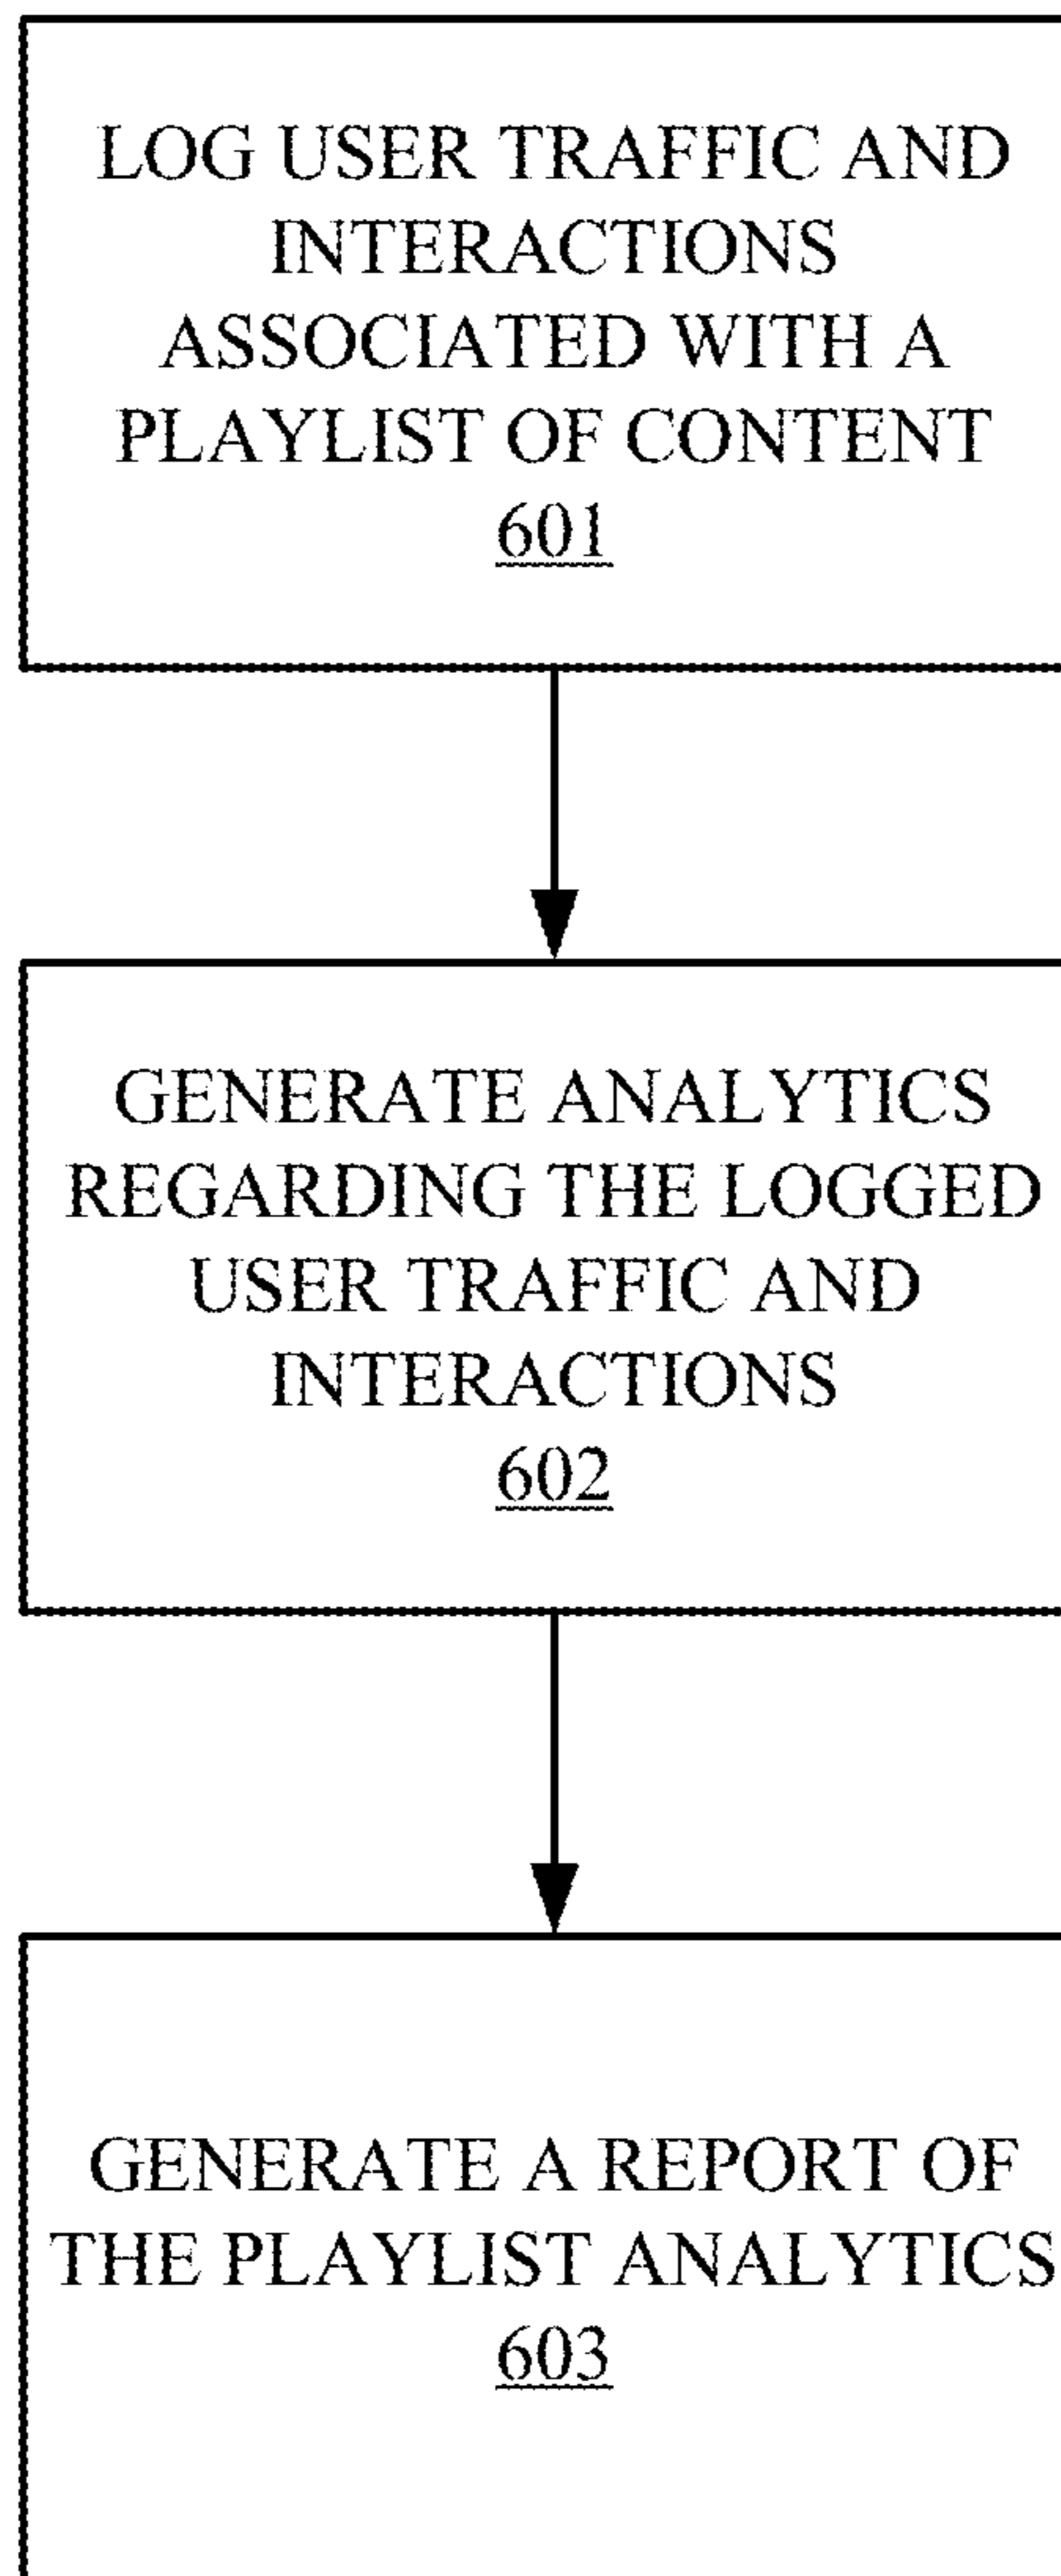 LOG USER TRAFFIC AND
INTERACTIONS
ASSOCIATED WITH A
PLAYLIST OF CONTENT
601
GENERATE ANALYTICS
REGARDING THE LOGGED
USER TRAFFIC AND
INTERACTIONS
602
GENERATE A REPORT OF
THE PLAYLIST ANALYTICS
603